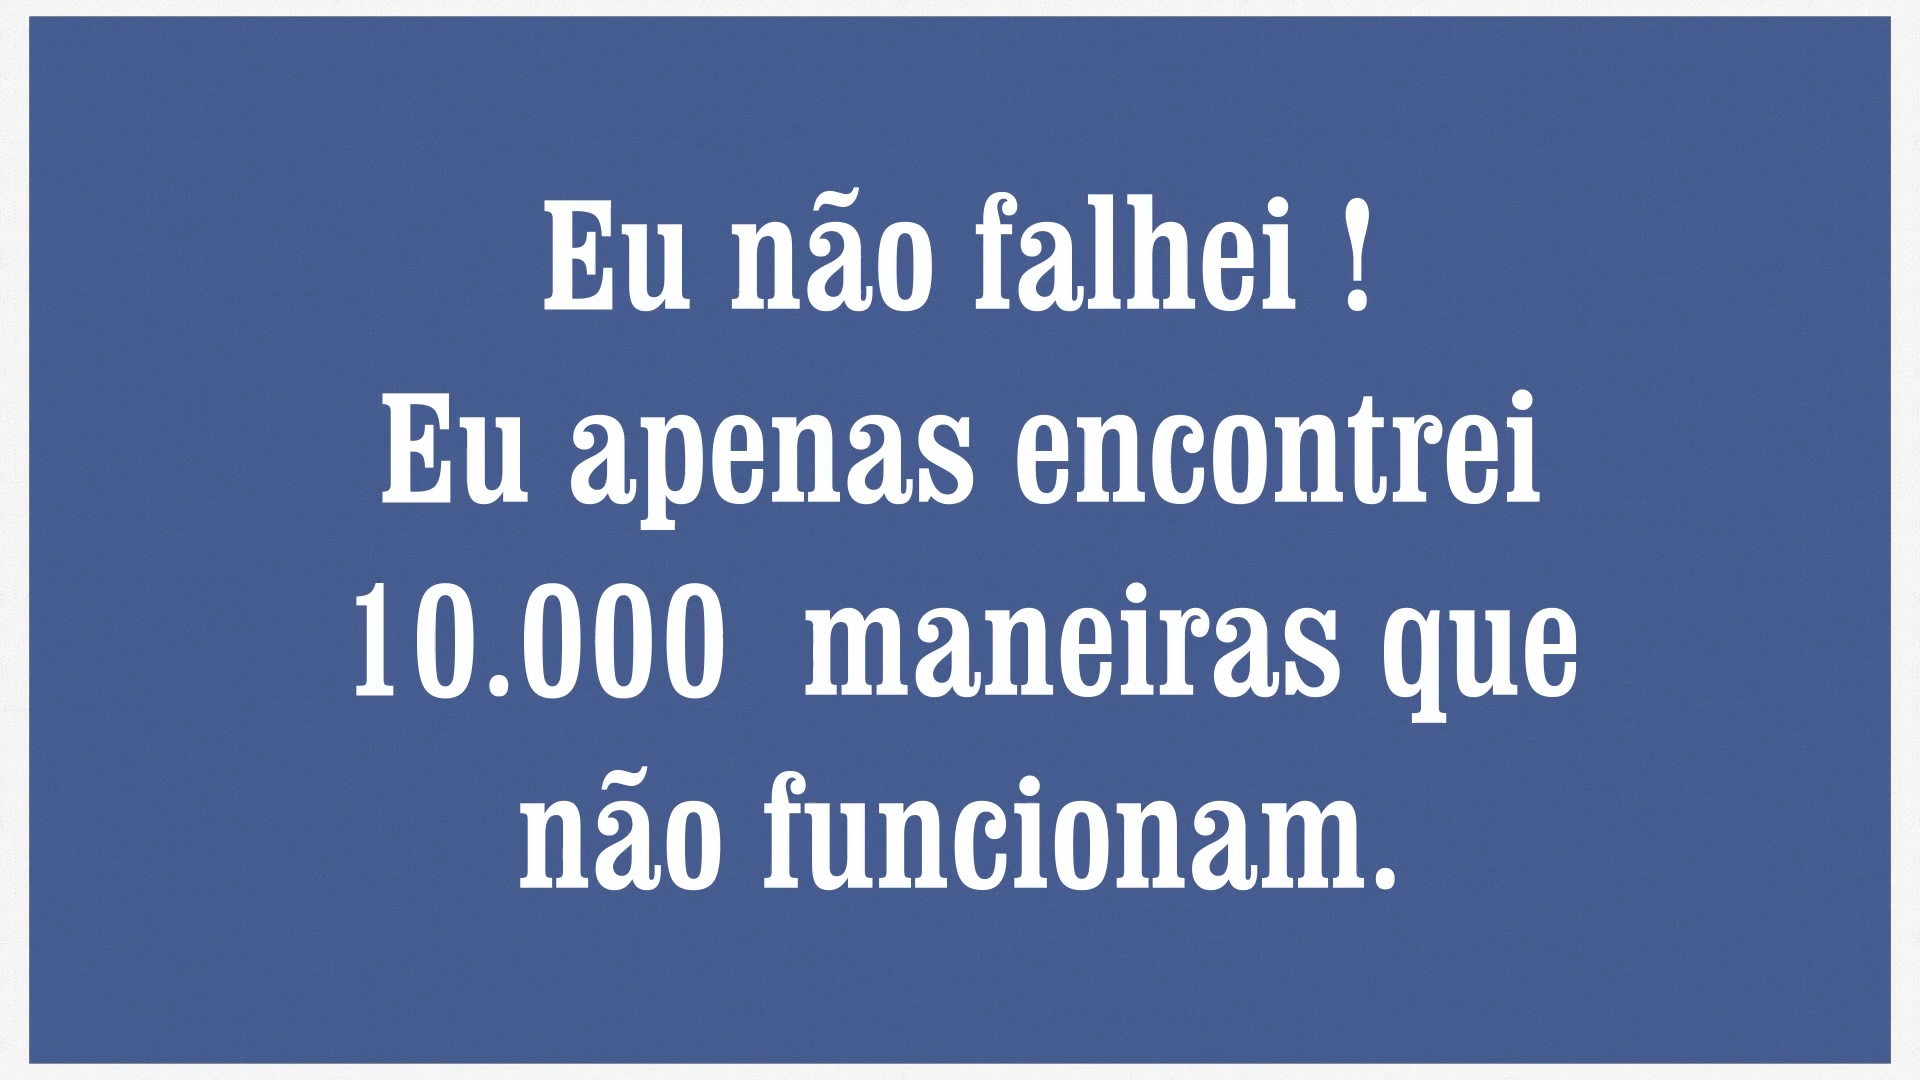 Eu não falhei !
Eu apenas encontrei
10.000 maneiras que
não funcionam.